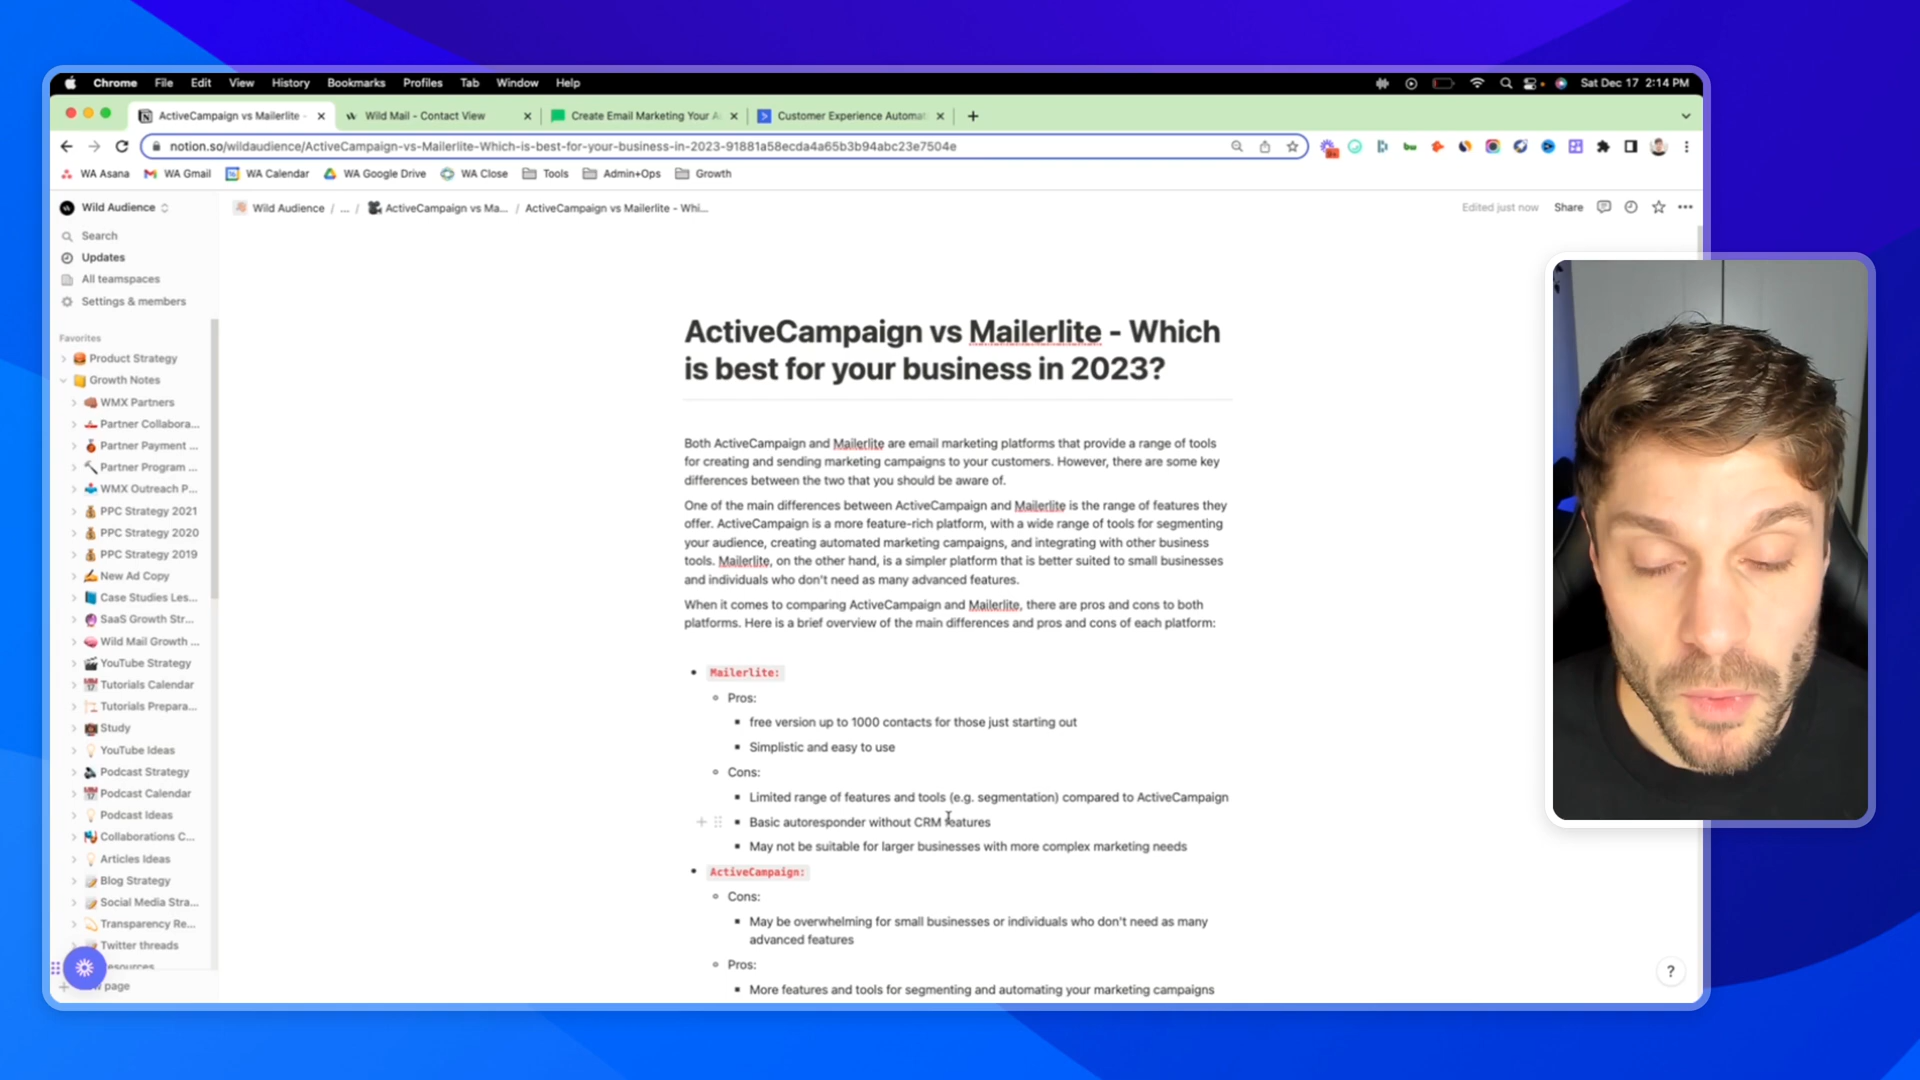 Chrome File Edit View History Bookmarks Profiles Tab Window Help Sat Dec 17 2:14 PM
ActiveCampaign vs Mailerlite - Wild Mail - Contact View Create Email Marketing Your A Customer Experience Automat
notion.so/wildaudience/ActiveCampaign-vs-Mailerlite-Which-is-best-for-your-business-in-2023-91881a58ecda4a65b3b94abc23e7504e
WA Asana WA Gmail WA Calendar WA Google Drive WA Close Tools Admin+Ops Growth
Wild Audience
Wild Audience / ... / ActiveCampaign vs Ma... / ActiveCampaign vs Mailerlite - Whi... Edited just now Share
Search
Updates
All teamspaces
Settings & members
Favorites
Product Strategy
Growth Notes
WMX Partners
Partner Collabora...
Partner Payment ...
Partner Program ...
WMX Outreach P...
PPC Strategy 2021
PPC Strategy 2020
PPC Strategy 2019
New Ad Copy
Case Studies Les...
SaaS Growth Str...
Wild Mail Growth ...
YouTube Strategy
Tutorials Calendar
Tutorials Prepara...
Study
YouTube Ideas
Podcast Strategy
Podcast Calendar
Podcast Ideas
Collaborations C...
Articles Ideas
Blog Strategy
Social Media Stra...
Transparency Re...
Twitter threads
page
ActiveCampaign vs Mailerlite - Which
is best for your business in 2023?
Both ActiveCampaign and Mailerlite are email marketing platforms that provide a range of tools
for creating and sending marketing campaigns to your customers. However, there are some key
differences between the two that you should be aware of.
One of the main differences between ActiveCampaign and Mailerlite is the range of features they
offer. ActiveCampaign is a more feature-rich platform, with a wide range of tools for segmenting
your audience, creating automated marketing campaigns, and integrating with other business
tools. Mailerlite, on the other hand, is a simpler platform that is better suited to small businesses
and individuals who don't need as many advanced features.
When it comes to comparing ActiveCampaign and Mailerlite, there are pros and cons to both
platforms. Here is a brief overview of the main differences and pros and cons of each platform:
Mailerlite:
Pros:
free version up to 1000 contacts for those just starting out
Simplistic and easy to use
Cons:
Limited range of features and tools (e.g. segmentation) compared to ActiveCampaign
Basic autoresponder without CRM features
May not be suitable for larger businesses with more complex marketing needs
ActiveCampaign:
Cons:
May be overwhelming for small businesses or individuals who don't need as many
advanced features
Pros:
More features and tools for segmenting and automating your marketing campaigns
?